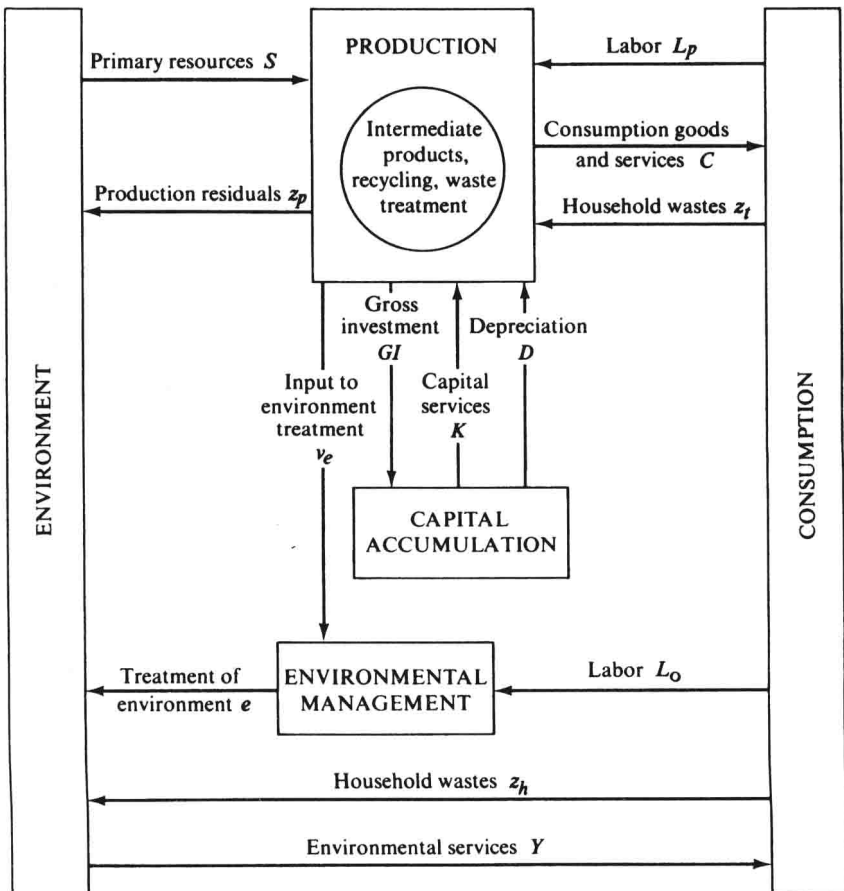 PRODUCTION
Labor Lp
Primary resources S
Intermediate
products,
recycling, waste
treatment
Consumption goods
and services C
Production residuals zp
Household wastes zt
Gross
investment
GI
Depreciation
D
Input to
environment
treatment
ve
Capital
services
K
ENVIRONMENT
CONSUMPTION
CAPITAL
ACCUMULATION
Treatment of
environment e
ENVIRONMENTAL
MANAGEMENT
Labor Lo
Household wastes zh
Environmental services Y